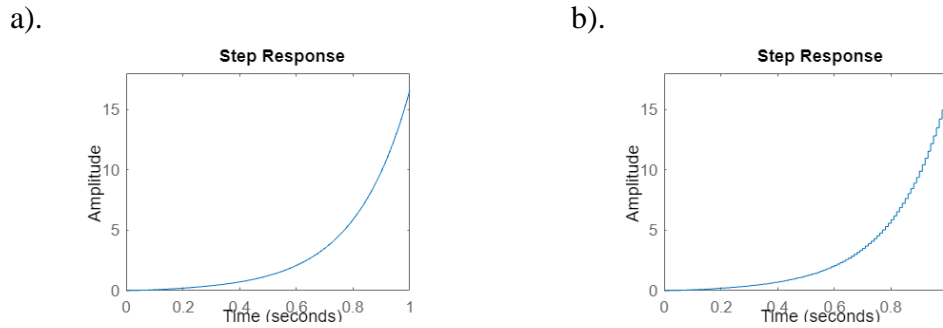 a). b).
Step Response Step Response
15 15
10 10
Amplitude Amplitude
5 5
0 0
0 0.2 0.4 0.6 0.8 1 0 0.2 0.4 0.6 0.8
Time (seconds) Time (seconds)